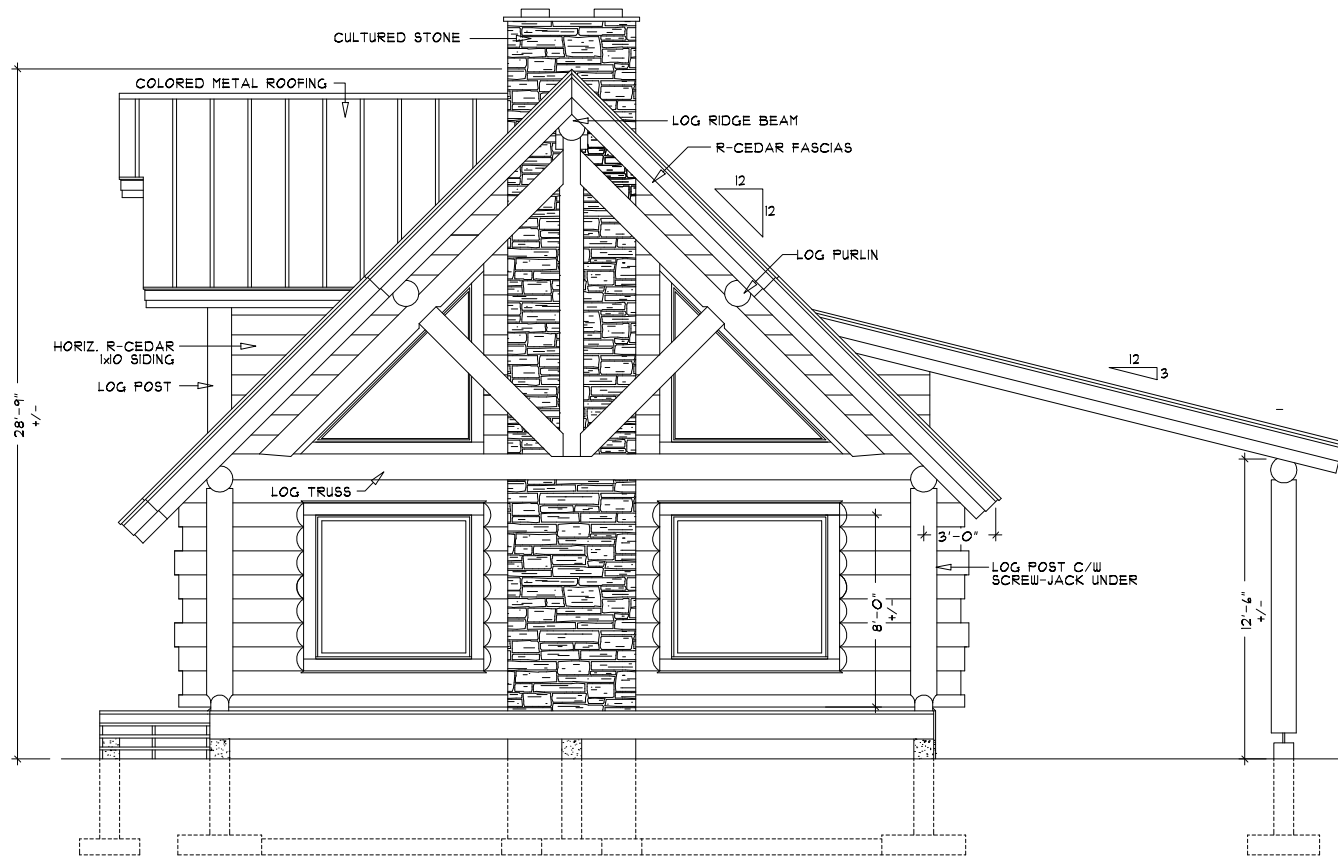 CULTURED STONE
COLORED METAL ROOFING
LOG RIDGE BEAM
R-CEDAR FASCIAS
12
12
LOG PURLIN
HORIZ. R-CEDAR
1x10 SIDING
LOG POST
12
3
28'-9"
+/-
LOG TRUSS
3'-0"
LOG POST C/W
SCREW-JACK UNDER
8'-0"
+/-
12'-6"
+/-